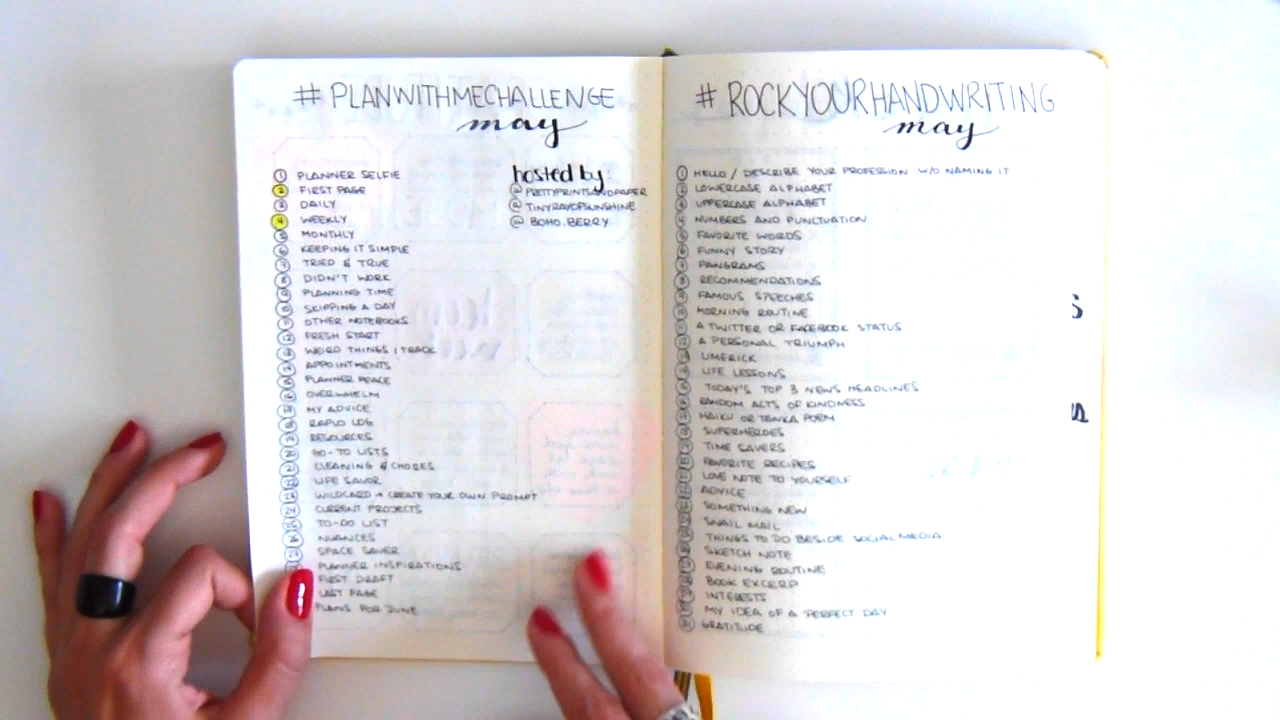 # PLANWITHMECHALLENGE
may
hosted by
@ PRETTYPRINTSANDPAPER
@ TINYRAYOFSUNSHINE
@ BOHO.BERRY
1 PLANNER SELFIE
2 FIRST PAGE
3 DAILY
4 WEEKLY
5 MONTHLY
6 KEEPING IT SIMPLE
7 TRIED & TRUE
8 DIDN'T WORK
9 PLANNING TIME
10 SKIPPING A DAY
11 OTHER NOTEBOOKS
12 FRESH START
13 WEIRD THINGS I TRACK
14 APPOINTMENTS
15 PLANNER PEACE
16 OVERWHELM
17 MY ADVICE
18 RAPID LOG
19 RESOURCES
20 GO-TO LISTS
21 CLEANING & CHORES
22 LIFE SAVOR
23 WILDCARD → CREATE YOUR OWN PROMPT
24 CURRENT PROJECTS
25 TO-DO LIST
26 NUANCES
27 SPACE SAVER
PLANNER INSPIRATIONS
FIRST DRAFT
LAST PAGE
PLANS FOR JUNE
# ROCKYOURHANDWRITING
may
1 HELLO / DESCRIBE YOUR PROFESSION W/O NAMING IT
2 LOWERCASE ALPHABET
3 UPPERCASE ALPHABET
4 NUMBERS AND PUNCTUATION
5 FAVORITE WORDS
6 FUNNY STORY
7 PANGRAMS
8 RECOMMENDATIONS
9 FAMOUS SPEECHES
10 MORNING ROUTINE
11 A TWITTER OR FACEBOOK STATUS
12 A PERSONAL TRIUMPH
13 LIMERICK
14 LIFE LESSONS
15 TODAY'S TOP 3 NEWS HEADLINES
16 RANDOM ACTS OF KINDNESS
17 HAIKU OR TANKA POEM
18 SUPERHEROES
19 TIME SAVERS
20 FAVORITE RECIPES
21 LOVE NOTE TO YOURSELF
22 ADVICE
23 SOMETHING NEW
24 SNAIL MAIL
25 THINGS TO DO BESIDE SOCIAL MEDIA
26 SKETCH NOTE
27 EVENING ROUTINE
28 BOOK EXCERP
29 INTERESTS
30 MY IDEA OF A PERFECT DAY
31 GRATITUDE